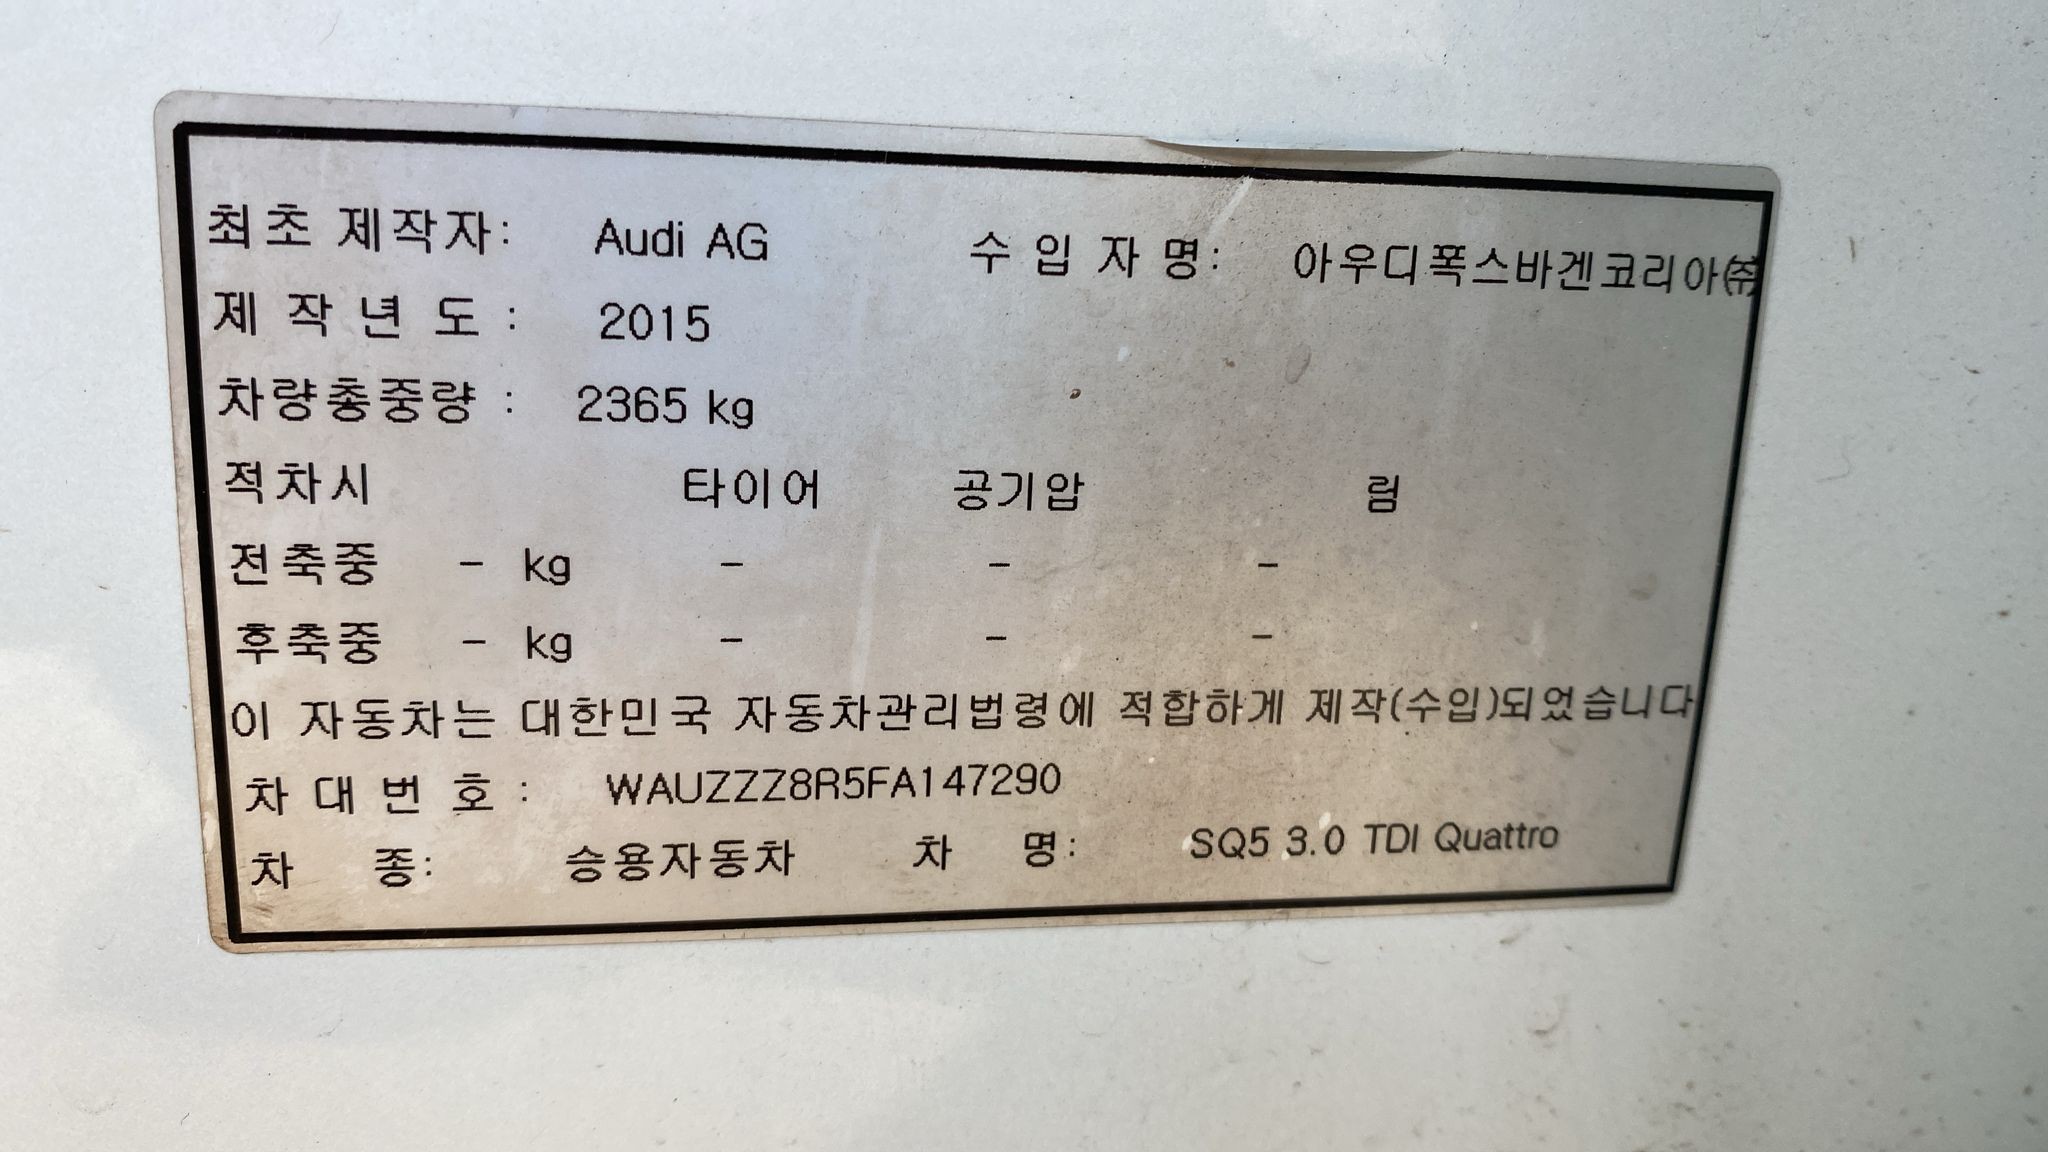 최초 제작자: Audi AG 수 입 자 명: 아우디폭스바겐코리아㈜
제 작 년 도 : 2015
차량총중량 : 2365 kg
적차시 타이어 공기압 림
전축중 - kg - - -
후축중 - kg - - -
이 자동차는 대한민국 자동차관리법령에 적합하게 제작(수입)되었습니다
차 대 번 호 : WAUZZZ8R5FA147290
차 종: 승용자동차 차 명: SQ5 3.0 TDI Quattro